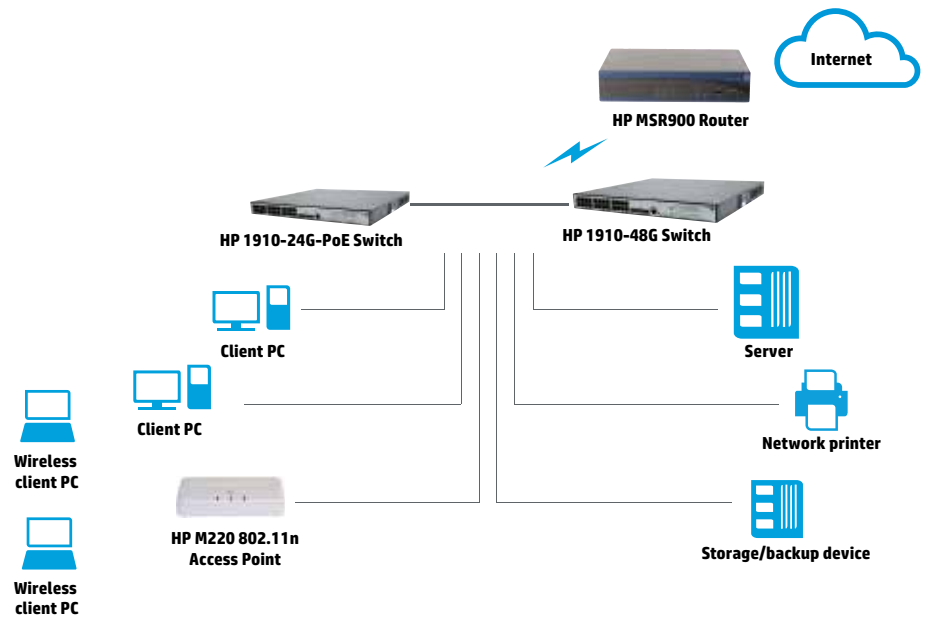 Internet
HP MSR900 Router
HP 1910-24G-PoE Switch
HP 1910-48G Switch
Client PC
Server
Client PC
Network printer
Wireless
client PC
HP M220 802.11n
Access Point
Storage/backup device
Wireless
client PC